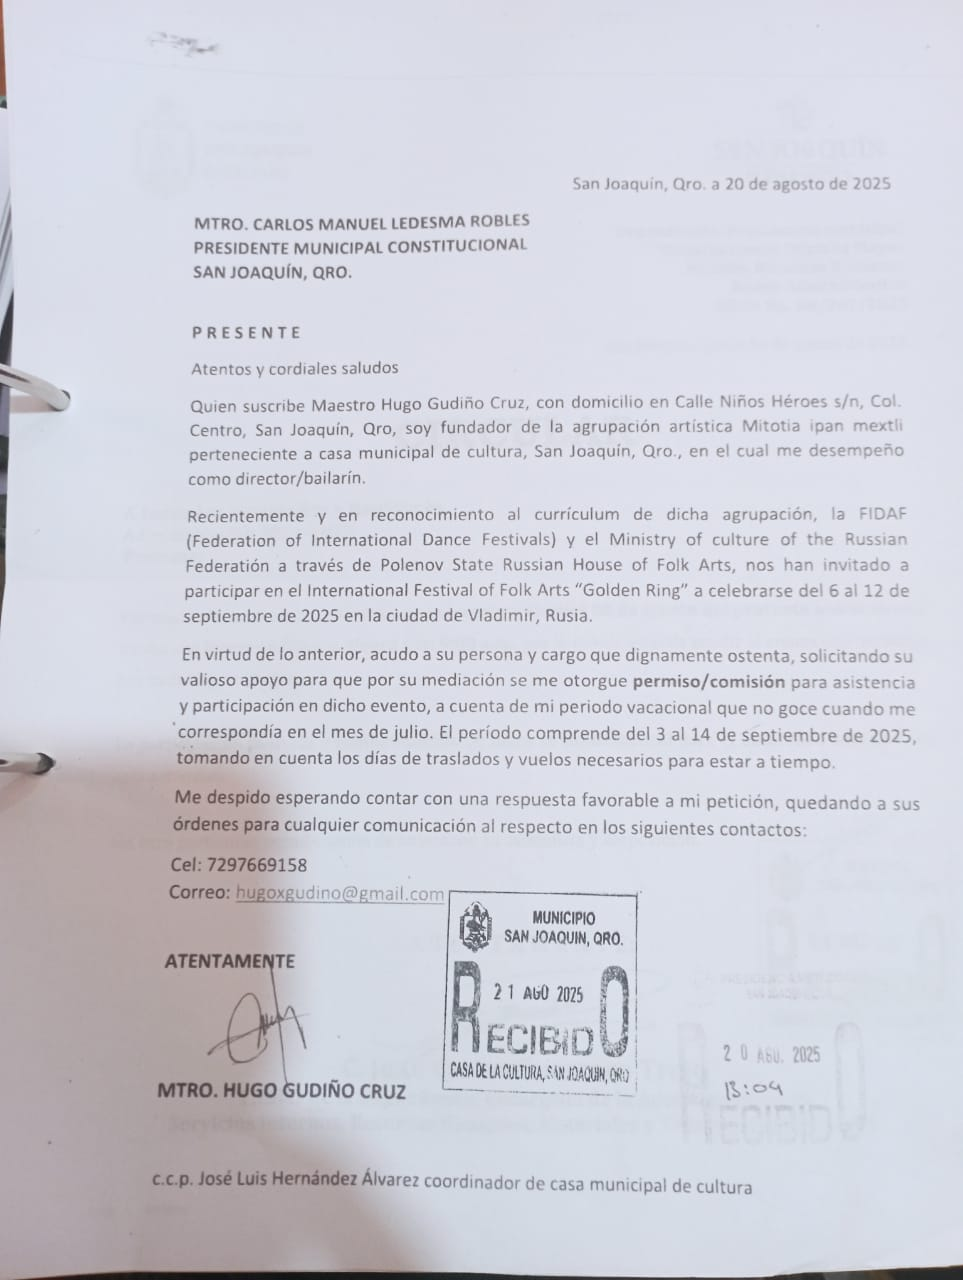 San Joaquín, Qro. a 20 de agosto de 2025
MTRO. CARLOS MANUEL LEDESMA ROBLES
PRESIDENTE MUNICIPAL CONSTITUCIONAL
SAN JOAQUÍN, QRO.
P R E S E N T E
Atentos y cordiales saludos
Quien suscribe Maestro Hugo Gudiño Cruz, con domicilio en Calle Niños Héroes s/n, Col.
Centro, San Joaquín, Qro, soy fundador de la agrupación artística Mitotia ipan mextli
perteneciente a casa municipal de cultura, San Joaquín, Qro., en el cual me desempeño
como director/bailarín.
Recientemente y en reconocimiento al currículum de dicha agrupación, la FIDAF
(Federation of International Dance Festivals) y el Ministry of culture of the Russian
Federatión a través de Polenov State Russian House of Folk Arts, nos han invitado a
participar en el International Festival of Folk Arts “Golden Ring” a celebrarse del 6 al 12 de
septiembre de 2025 en la ciudad de Vladimir, Rusia.
En virtud de lo anterior, acudo a su persona y cargo que dignamente ostenta, solicitando su
valioso apoyo para que por su mediación se me otorgue permiso/comisión para asistencia
y participación en dicho evento, a cuenta de mi periodo vacacional que no goce cuando me
correspondía en el mes de julio. El período comprende del 3 al 14 de septiembre de 2025,
tomando en cuenta los días de traslados y vuelos necesarios para estar a tiempo.
Me despido esperando contar con una respuesta favorable a mi petición, quedando a sus
órdenes para cualquier comunicación al respecto en los siguientes contactos:
Cel: 7297669158
Correo: hugoxgudino@gmail.com
MUNICIPIO
SAN JOAQUIN, QRO.
21 AGO 2025
RECIBIDO
CASA DE LA CULTURA, SAN JOAQUIN, QRO
ATENTAMENTE
MTRO. HUGO GUDIÑO CRUZ
20 AGO. 2025
13:04
RECIBIDO
c.c.p. José Luis Hernández Álvarez coordinador de casa municipal de cultura